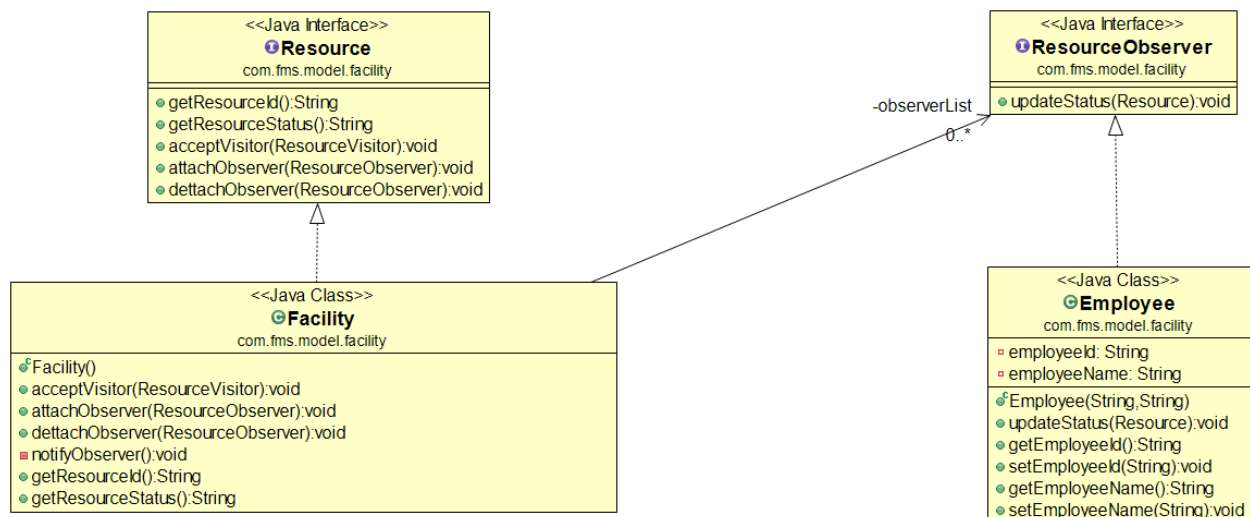 <<Java Interface>>
Resource
com.fms.model.facility
getResourceId():String
getResourceStatus():String
acceptVisitor(ResourceVisitor):void
attachObserver(ResourceObserver):void
dettachObserver(ResourceObserver):void
<<Java Interface>>
ResourceObserver
com.fms.model.facility
updateStatus(Resource):void
-observerList
0..*
<<Java Class>>
Facility
com.fms.model.facility
Facility()
acceptVisitor(ResourceVisitor):void
attachObserver(ResourceObserver):void
dettachObserver(ResourceObserver):void
notifyObserver():void
getResourceId():String
getResourceStatus():String
<<Java Class>>
Employee
com.fms.model.facility
employeeId: String
employeeName: String
Employee(String,String)
updateStatus(Resource):void
getEmployeeId():String
setEmployeeId(String):void
getEmployeeName():String
setEmployeeName(String):void